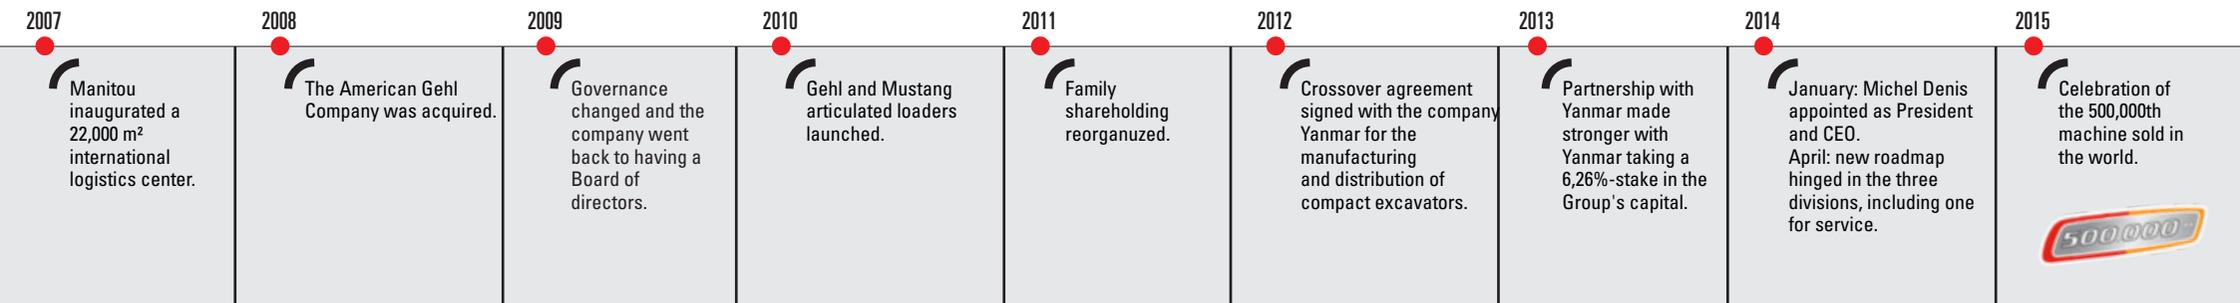 2007
Manitou
inaugurated a
22,000 m²
international
logistics center.
2008
The American Gehl
Company was acquired.
2009
Governance
changed and the
company went
back to having a
Board of
directors.
2010
Gehl and Mustang
articulated loaders
launched.
2011
Family
shareholding
reorganuzed.
2012
Crossover agreement
signed with the company
Yanmar for the
manufacturing
and distribution of
compact excavators.
2013
Partnership with
Yanmar made
stronger with
Yanmar taking a
6,26%-stake in the
Group's capital.
2014
January: Michel Denis
appointed as President
and CEO.
April: new roadmap
hinged in the three
divisions, including one
for service.
2015
Celebration of
the 500,000th
machine sold in
the world.
500 000